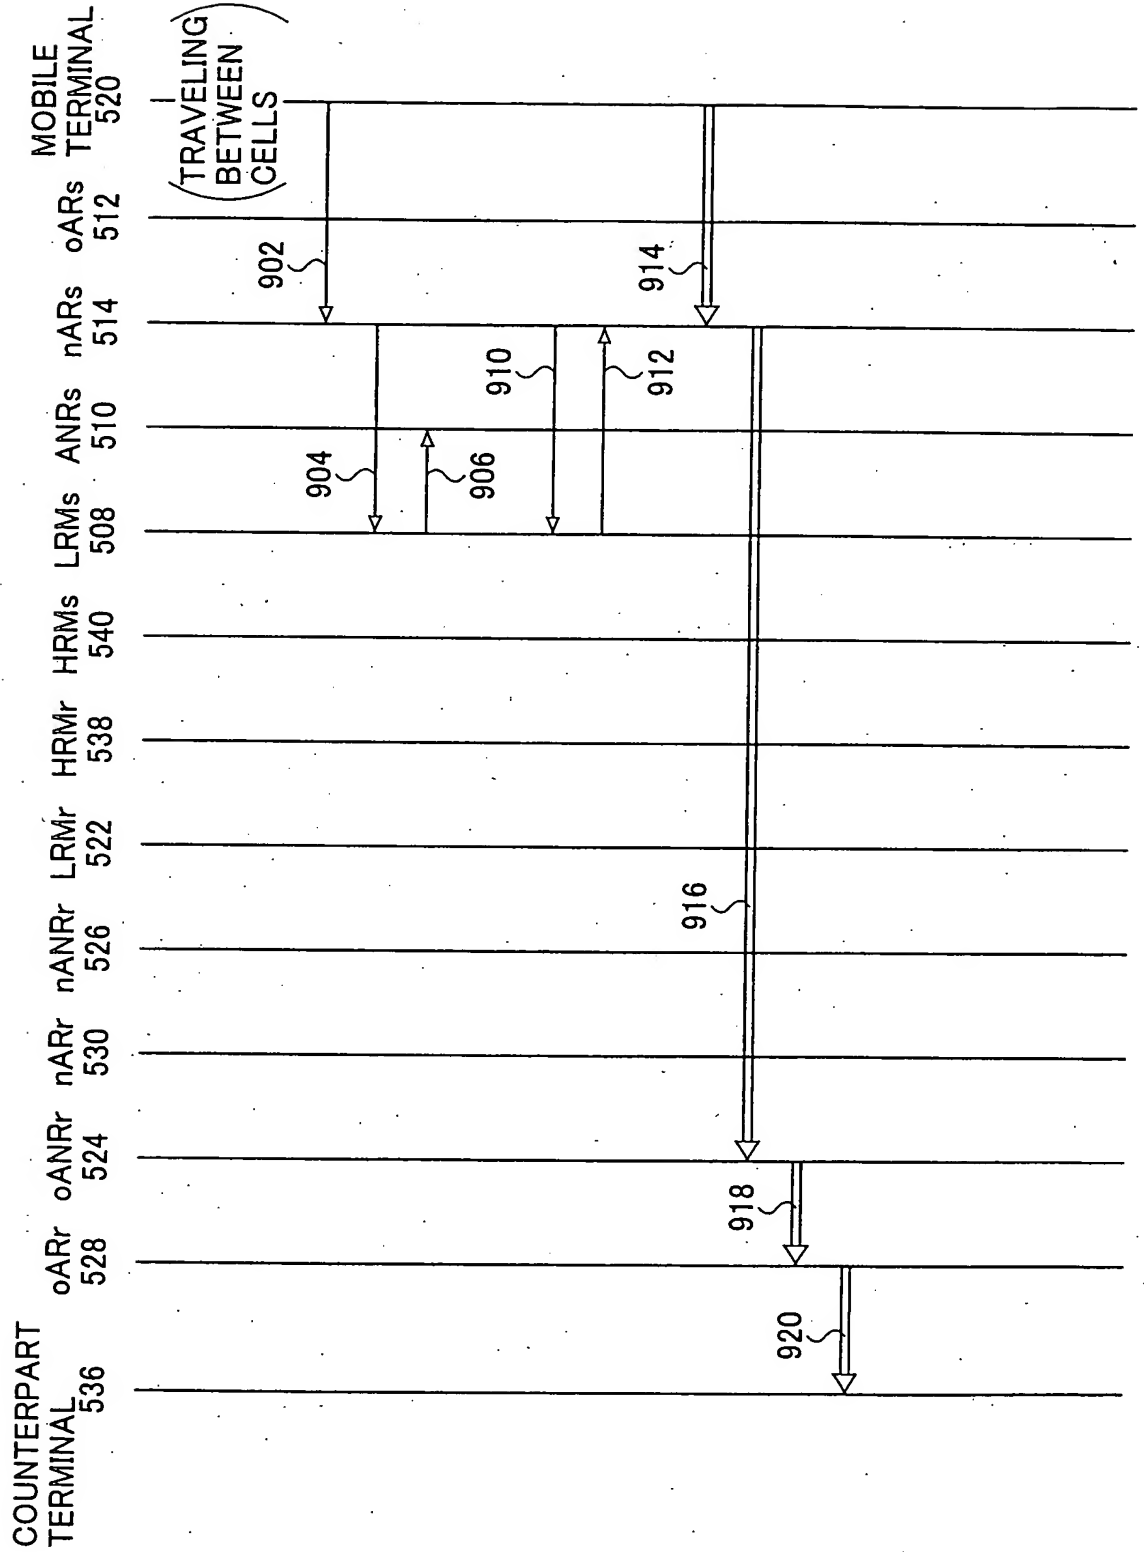 COUNTERPART
TERMINAL
536
oARr
528
oANRr
524
nARr
530
nANRr
526
LRMr
522
HRMr
538
HRMs
540
LRMs
508
ANRs
510
nARs
514
oARs
512
MOBILE
TERMINAL
520
(TRAVELING
BETWEEN
CELLS)
902
904
906
910
912
914
916
918
920